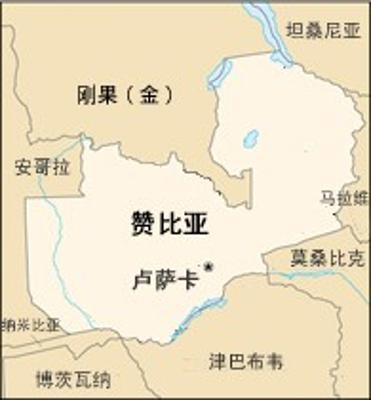 坦桑尼亚
刚果（金）
安哥拉
马拉维
赞比亚
莫桑比克
卢萨卡
纳米比亚
津巴布韦
博茨瓦纳